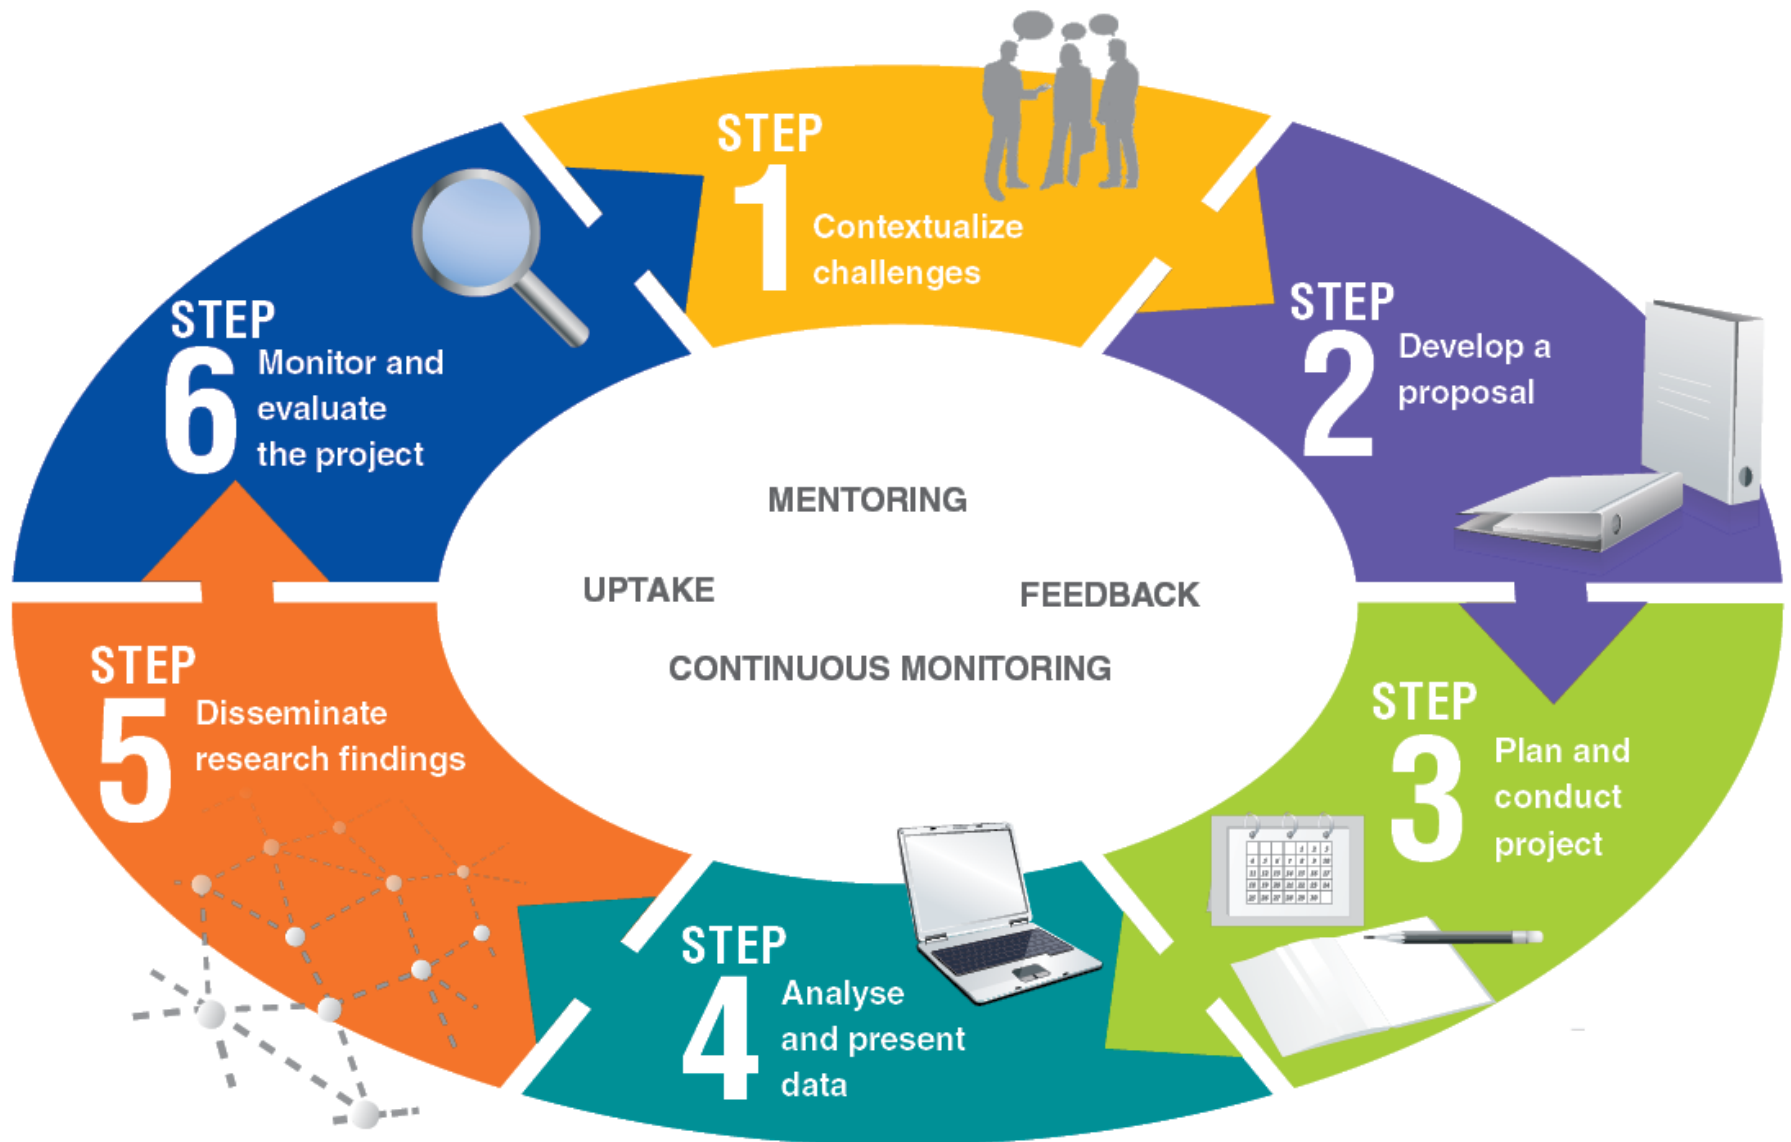 STEP
1
Contextualize
challenges
STEP
2
Develop a
proposal
STEP
3
Plan and
conduct
project
STEP
4
Analyse
and present
data
STEP
5
Disseminate
research findings
STEP
6
Monitor and
evaluate
the project
MENTORING
UPTAKE
FEEDBACK
CONTINUOUS MONITORING